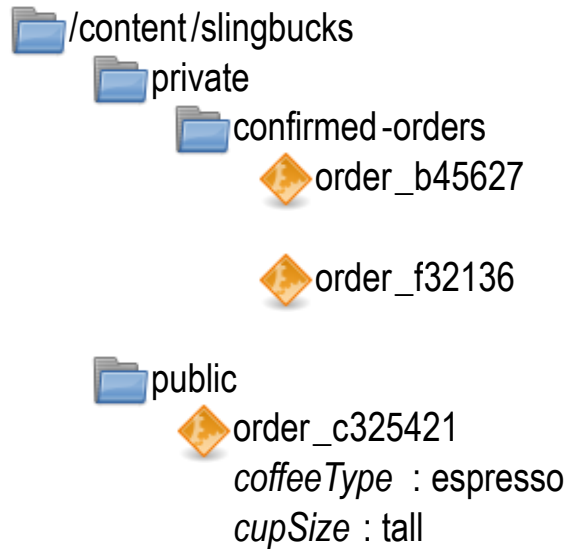 /content/slingbucks
private
confirmed-orders
order_b45627
order_f32136
public
order_c325421
coffeeType : espresso
cupSize : tall